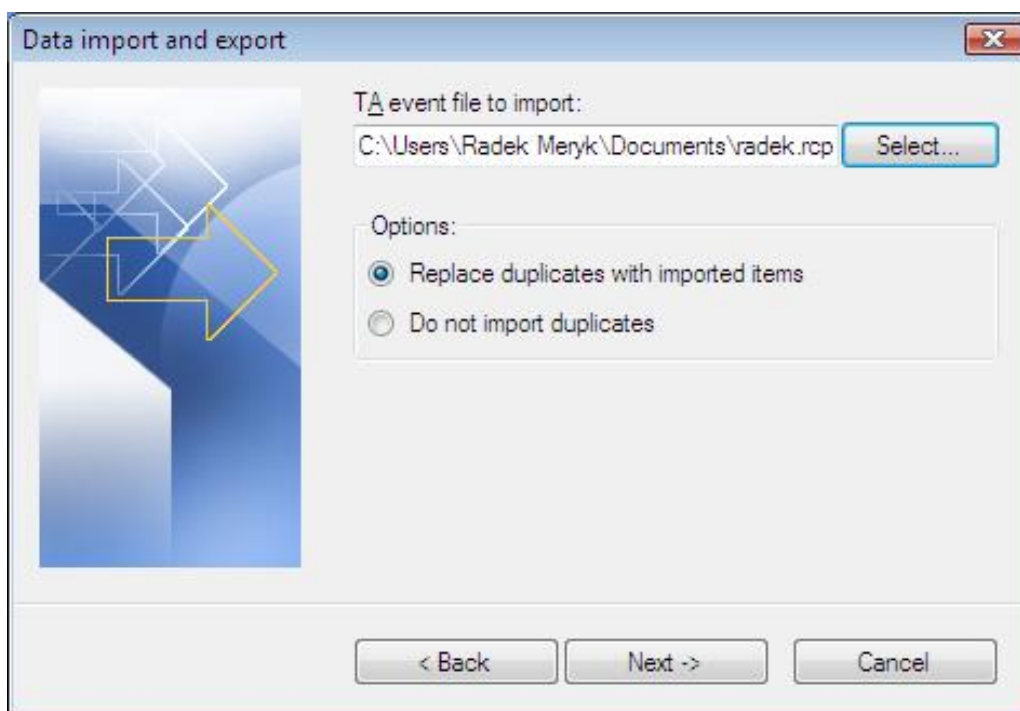 Data import and export
TA event file to import:
C:\Users\Radek Meryk\Documents\radek.rcp
Select...
Options:
Replace duplicates with imported items
Do not import duplicates
< Back
Next ->
Cancel